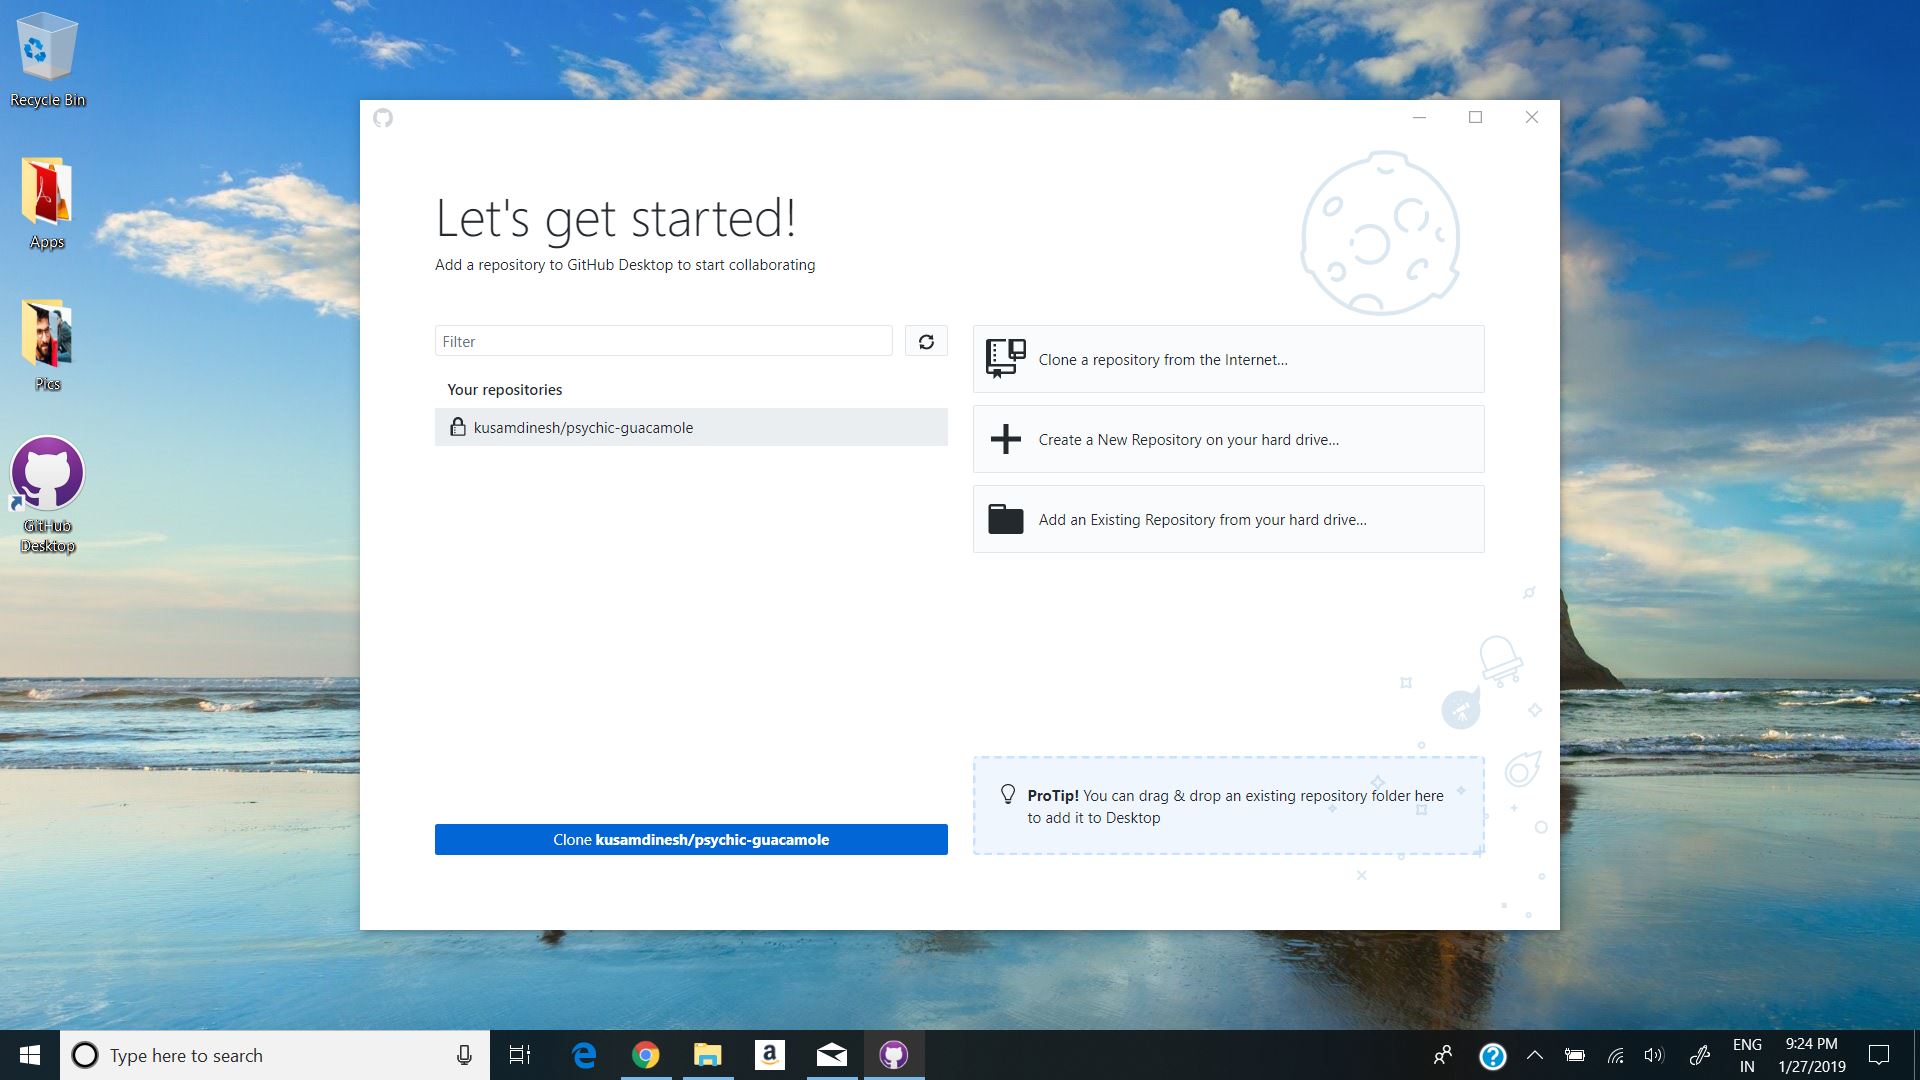 Recycle Bin
Apps
Pics
GitHub
Desktop
Let's get started!
Add a repository to GitHub Desktop to start collaborating
Filter
Your repositories
kusamdinesh/psychic-guacamole
Clone kusamdinesh/psychic-guacamole
Clone a repository from the Internet...
Create a New Repository on your hard drive...
Add an Existing Repository from your hard drive...
ProTip! You can drag & drop an existing repository folder here
to add it to Desktop
Type here to search
a
?
ENG
IN
9:24 PM
1/27/2019